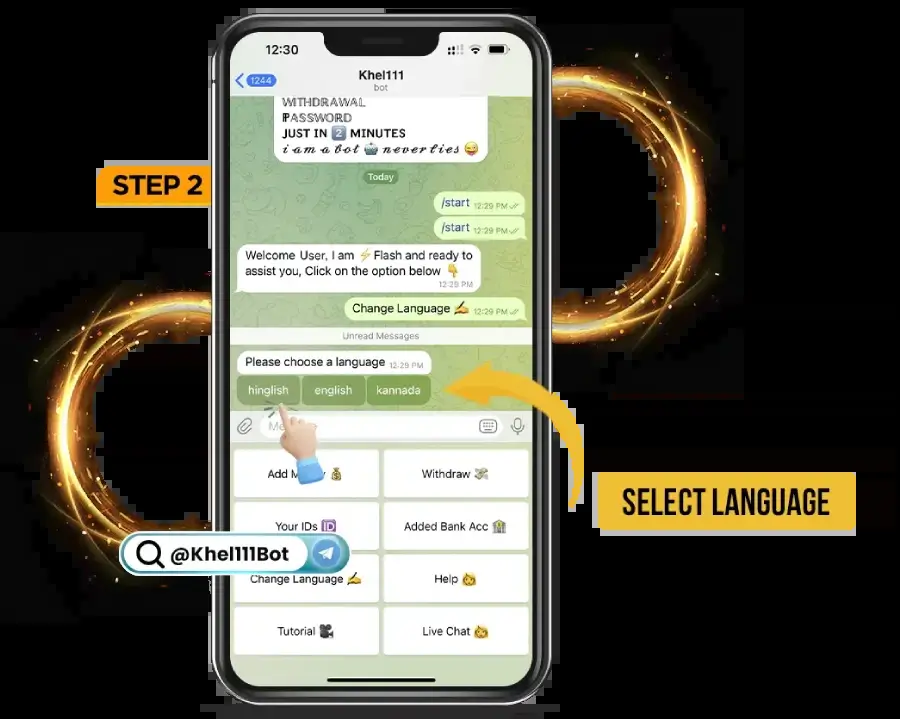 12:30
1244
Khel111
bot
WITHDRAWAL
PASSWORD
JUST IN 2️⃣ MINUTES
i am a bot 🤖 never lies 😜
Today
/start 12:29 PM
/start 12:29 PM
STEP 2
Welcome User, I am ⚡Flash and ready to
assist you, Click on the option below 👇
12:29 PM
Change Language ✍️ 12:29 PM
Unread Messages
Please choose a language 12:29 PM
hinglish english kannada
SELECT LANGUAGE
Withdraw 💸
Your IDs 🆔 Added Bank Acc 🏦
@Khel111Bot
Change Language ✍️ Help
Tutorial 🎥 Live Chat